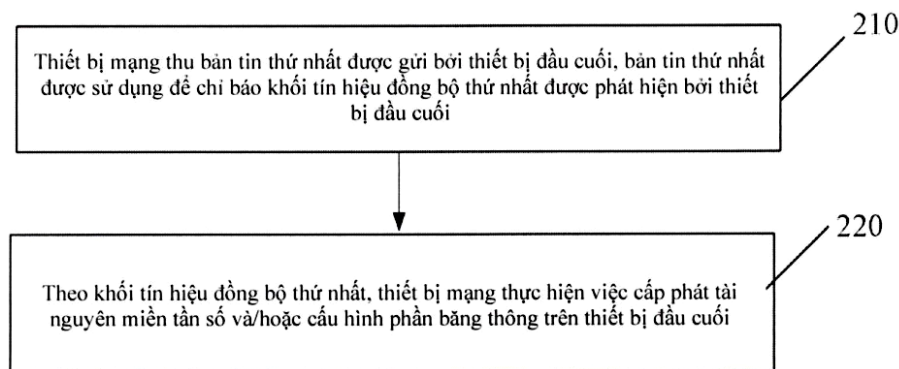 210
Thiết bị mạng thu bản tin thứ nhất được gửi bởi thiết bị đầu cuối, bản tin thứ nhất
được sử dụng để chỉ báo khối tín hiệu đồng bộ thứ nhất được phát hiện bởi thiết
bị đầu cuối
220
Theo khối tín hiệu đồng bộ thứ nhất, thiết bị mạng thực hiện việc cấp phát tài
nguyên miền tần số và/hoặc cấu hình phần băng thông trên thiết bị đầu cuối